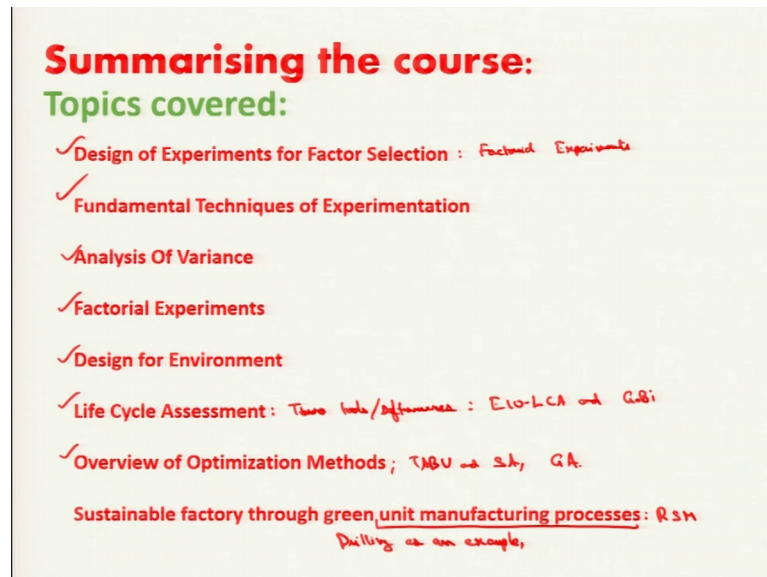 Summarising the course:
Topics covered:
Design of Experiments for Factor Selection : Factorial Experiments
Fundamental Techniques of Experimentation
Analysis Of Variance
Factorial Experiments
Design for Environment
Life Cycle Assessment : Two tools/softwares : EIO-LCA and GaBi
Overview of Optimization Methods ; TABU and SA, GA.
Sustainable factory through green unit manufacturing processes : RSM
Drilling as an example,